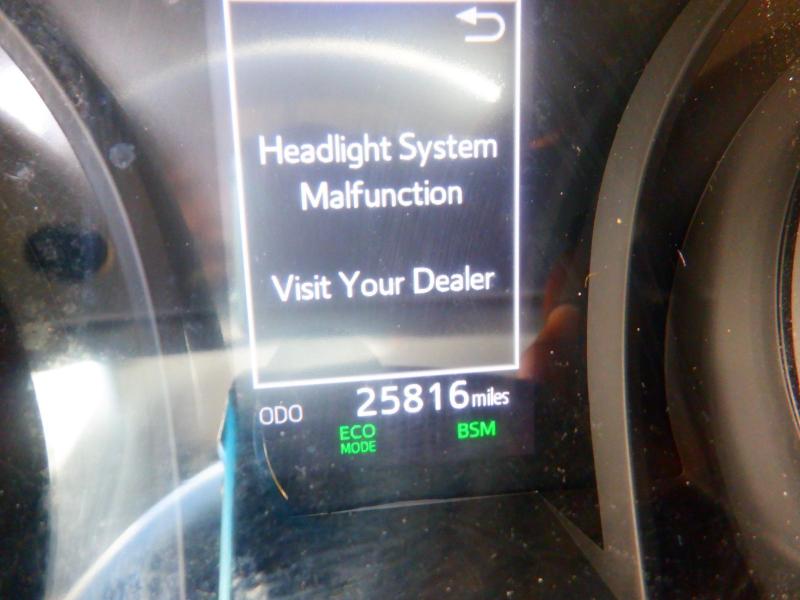 Headlight System
Malfunction
Visit Your Dealer
ODO 25816 miles
ECO BSM
MODE